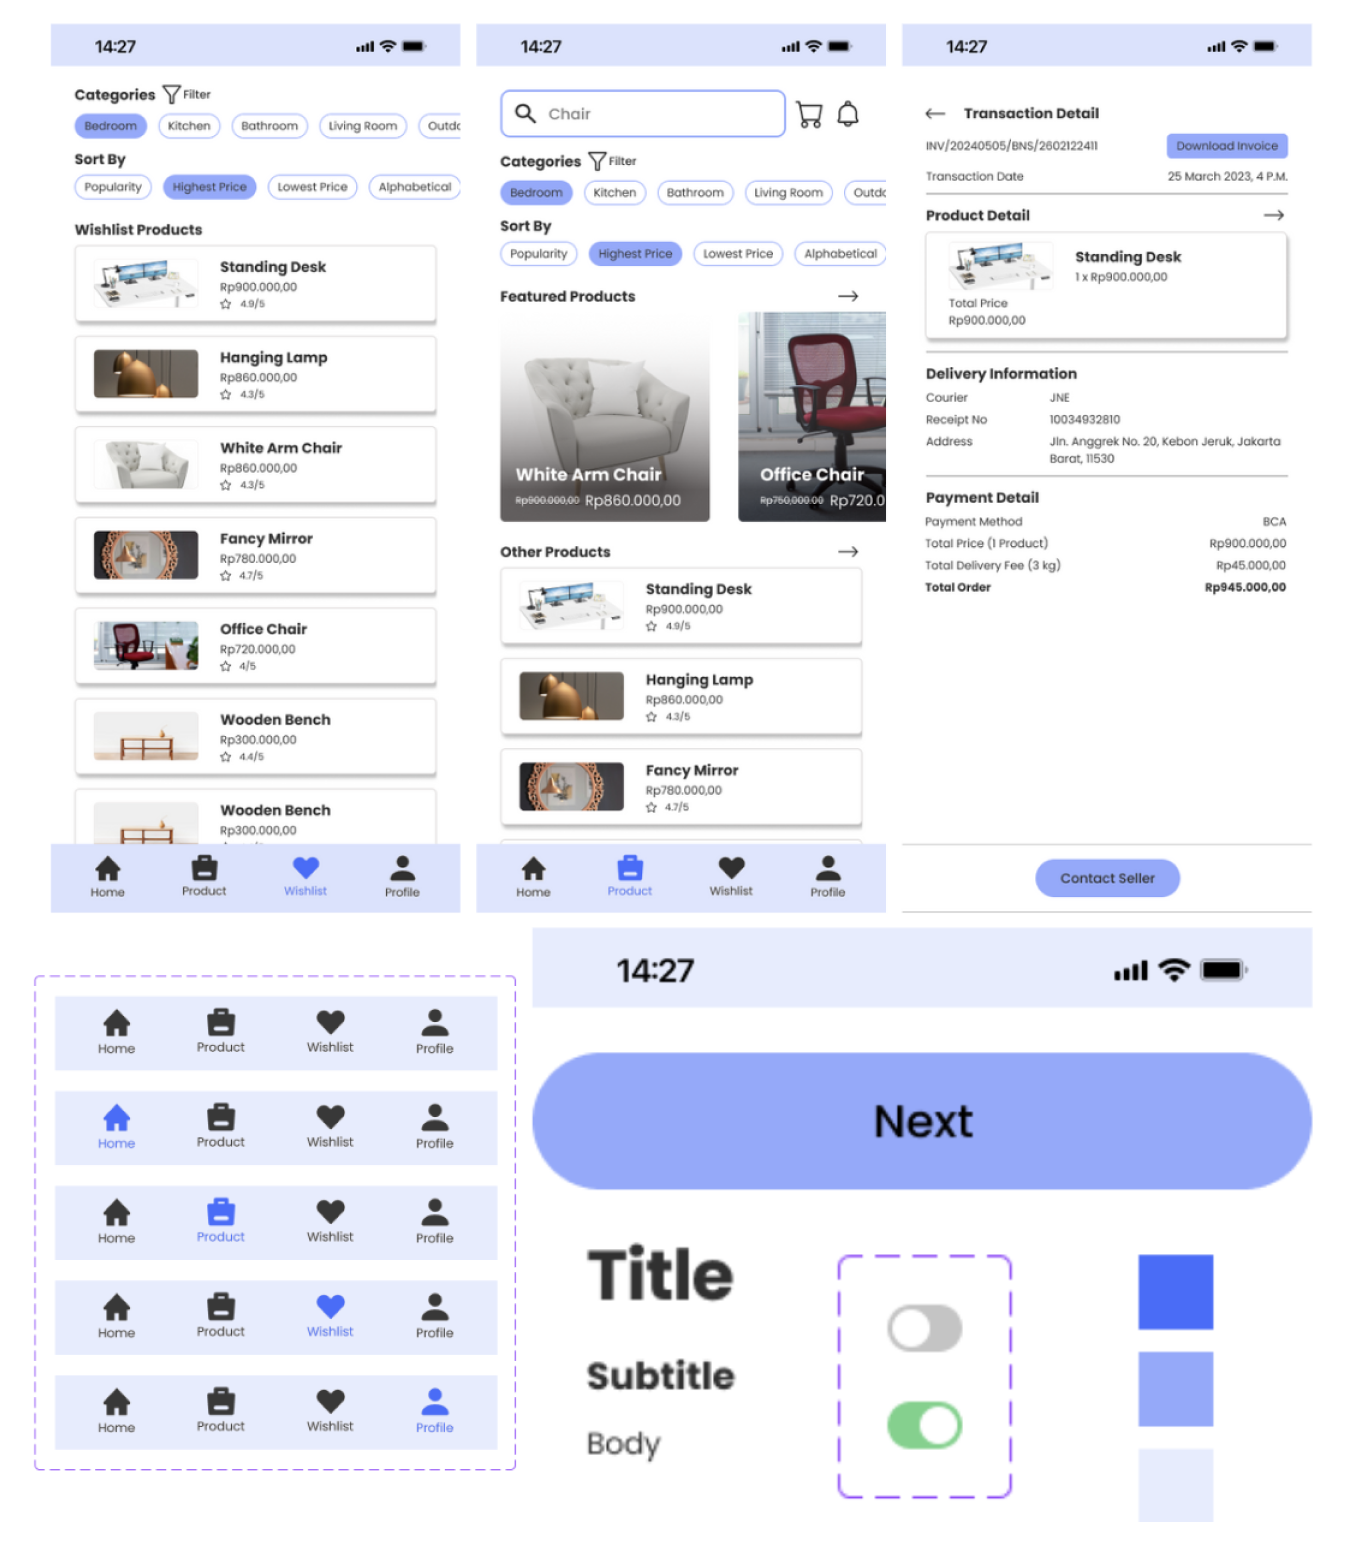 14:27
Categories Filter
Bedroom Kitchen Bathroom Living Room Outdo
Sort By
Popularity Highest Price Lowest Price Alphabetical
Wishlist Products
Standing Desk
Rp900.000,00
4.9/5
Hanging Lamp
Rp860.000,00
4.3/5
White Arm Chair
Rp860.000,00
4.3/5
Fancy Mirror
Rp780.000,00
4.7/5
Office Chair
Rp720.000,00
4/5
Wooden Bench
Rp300.000,00
4.4/5
Wooden Bench
Rp300.000,00
Home Product Wishlist Profile
14:27
Chair
Categories Filter
Bedroom Kitchen Bathroom Living Room Outdo
Sort By
Popularity Highest Price Lowest Price Alphabetical
Featured Products
White Arm Chair
Rp900.000,00 Rp860.000,00
Office Chair
Rp750,000.00 Rp720.0
Other Products
Standing Desk
Rp900.000,00
4.9/5
Hanging Lamp
Rp860.000,00
4.3/5
Fancy Mirror
Rp780.000,00
4.7/5
Home Product Wishlist Profile
14:27
Transaction Detail
INV/20240505/BNS/2602122411 Download Invoice
Transaction Date 25 March 2023, 4 P.M.
Product Detail
Standing Desk
1 x Rp900.000,00
Total Price
Rp900.000,00
Delivery Information
Courier JNE
Receipt No 10034932810
Address Jln. Anggrek No. 20, Kebon Jeruk, Jakarta
Barat, 11530
Payment Detail
Payment Method BCA
Total Price (1 Product) Rp900.000,00
Total Delivery Fee (3 kg) Rp45.000,00
Total Order Rp945.000,00
Contact Seller
Home Product Wishlist Profile
Home Product Wishlist Profile
Home Product Wishlist Profile
Home Product Wishlist Profile
Home Product Wishlist Profile
14:27
Next
Title
Subtitle
Body